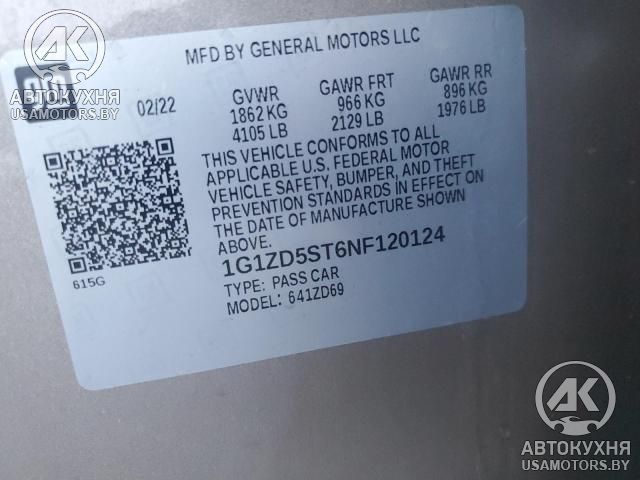 MFD BY GENERAL MOTORS LLC
02/22
GVWR
1862 KG
4105 LB
GAWR FRT
966 KG
2129 LB
GAWR RR
896 KG
1976 LB
THIS VEHICLE CONFORMS TO ALL
APPLICABLE U.S. FEDERAL MOTOR
VEHICLE SAFETY, BUMPER, AND THEFT
PREVENTION STANDARDS IN EFFECT ON
THE DATE OF MANUFACTURE SHOWN
ABOVE.
1G1ZD5ST6NF120124
TYPE: PASS CAR
MODEL: 641ZD69
615G
gm
АК
АВТОКУХНЯ
USAMOTORS.BY
АК
АВТОКУХНЯ
USAMOTORS.BY